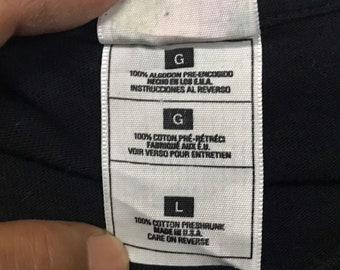 G
100% ALGODON PRE-ENCOGIDO
HECHO EN LOS E.U.A.
INSTRUCCIONES AL REVERSO
G
100% COTON PRÉ-RÉTRÉCI
FABRIQUÉ AUX É.U.
VOIR VERSO POUR ENTRETIEN
L
100% COTTON PRESHRUNK
MADE IN U.S.A.
CARE ON REVERSE